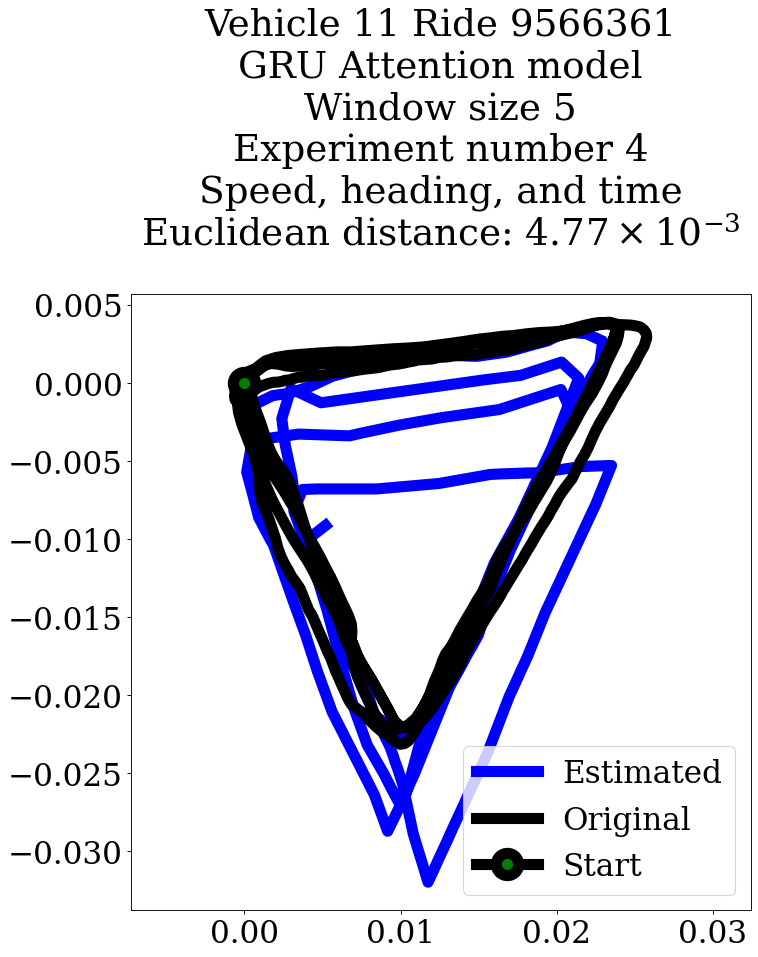 Vehicle 11 Ride 9566361
GRU Attention model
Window size 5
Experiment number 4
Speed, heading, and time
Euclidean distance: 4.77 × 10⁻³
0.005
0.000
−0.005
−0.010
−0.015
−0.020
−0.025
−0.030
Estimated
Original
Start
0.00 0.01 0.02 0.03